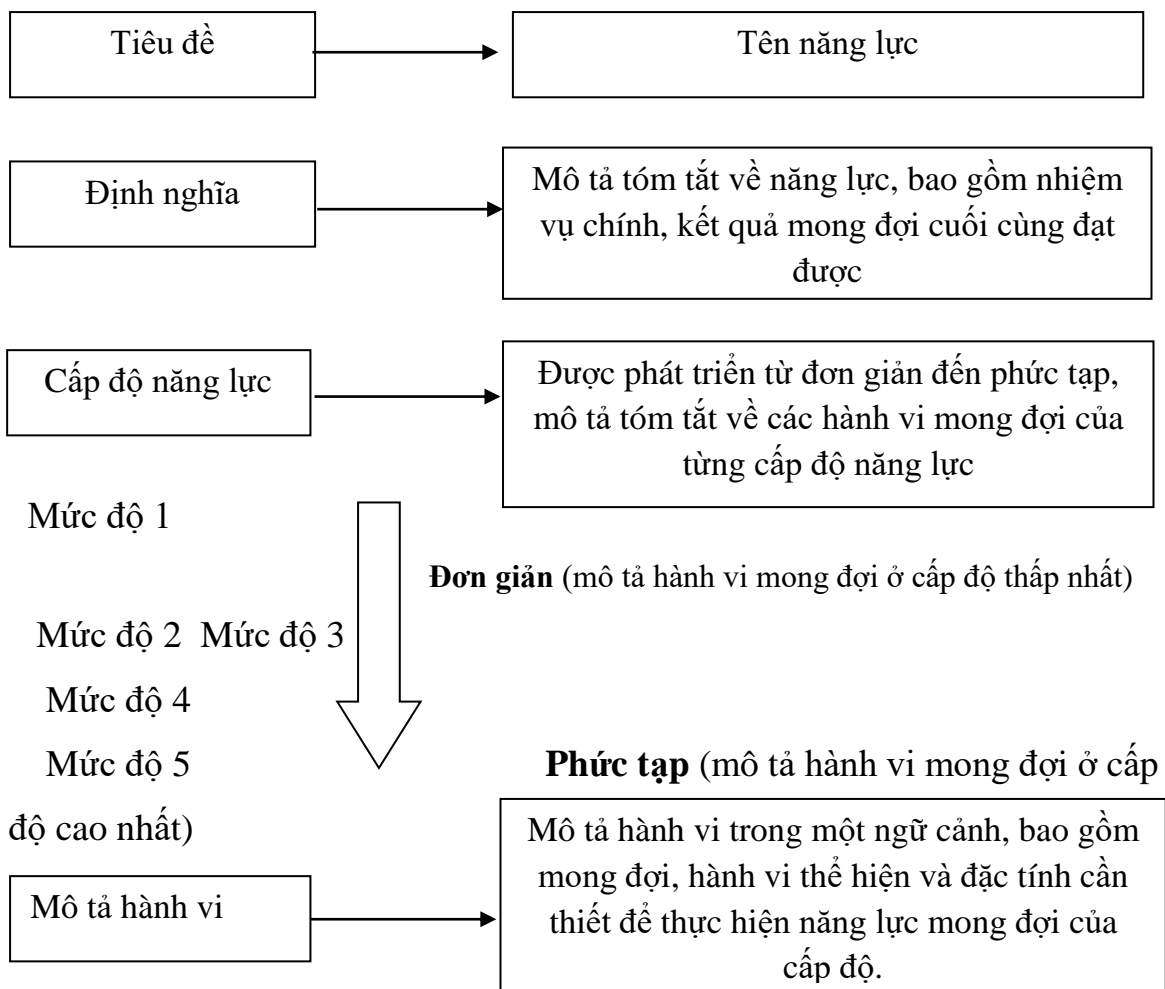 Tiêu đề
Tên năng lực
Định nghĩa
Mô tả tóm tắt về năng lực, bao gồm nhiệm
vụ chính, kết quả mong đợi cuối cùng đạt
được
Cấp độ năng lực
Được phát triển từ đơn giản đến phức tạp,
mô tả tóm tắt về các hành vi mong đợi của
từng cấp độ năng lực
Mức độ 1
Đơn giản (mô tả hành vi mong đợi ở cấp độ thấp nhất)
Mức độ 2 Mức độ 3
Mức độ 4
Mức độ 5
Phức tạp (mô tả hành vi mong đợi ở cấp
độ cao nhất)
Mô tả hành vi
Mô tả hành vi trong một ngữ cảnh, bao gồm
mong đợi, hành vi thể hiện và đặc tính cần
thiết để thực hiện năng lực mong đợi của
cấp độ.